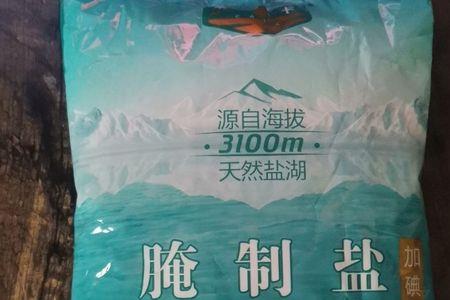 源自海拔
·3100m·
天然盐湖
腌制盐
加碘